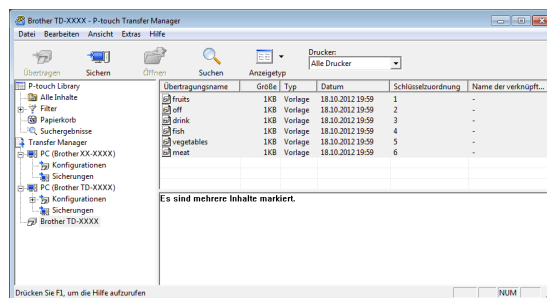 Brother TD-XXXX - P-touch Transfer Manager
Datei Bearbeiten Ansicht Extras Hilfe
Übertragen Sichern Öffnen Suchen Anzeigetyp
Drucker:
Alle Drucker
P-touch Library
Alle Inhalte
Filter
Papierkorb
Suchergebnisse
Transfer Manager
PC (Brother XX-XXXX)
Konfigurationen
Sicherungen
PC (Brother TD-XXXX)
Konfigurationen
Sicherungen
Brother TD-XXXX
Übertragungsname Größe Typ Datum Schlüsselzuordnung Name der verknüpft...
fruits 1KB Vorlage 18.10.2012 19:59 1 -
off 1KB Vorlage 18.10.2012 19:59 2 -
drink 1KB Vorlage 18.10.2012 19:59 3 -
fish 1KB Vorlage 18.10.2012 19:59 4 -
vegetables 1KB Vorlage 18.10.2012 19:59 5 -
meat 1KB Vorlage 18.10.2012 19:59 6 -
Es sind mehrere Inhalte markiert.
Drücken Sie F1, um die Hilfe aufzurufen
NUM